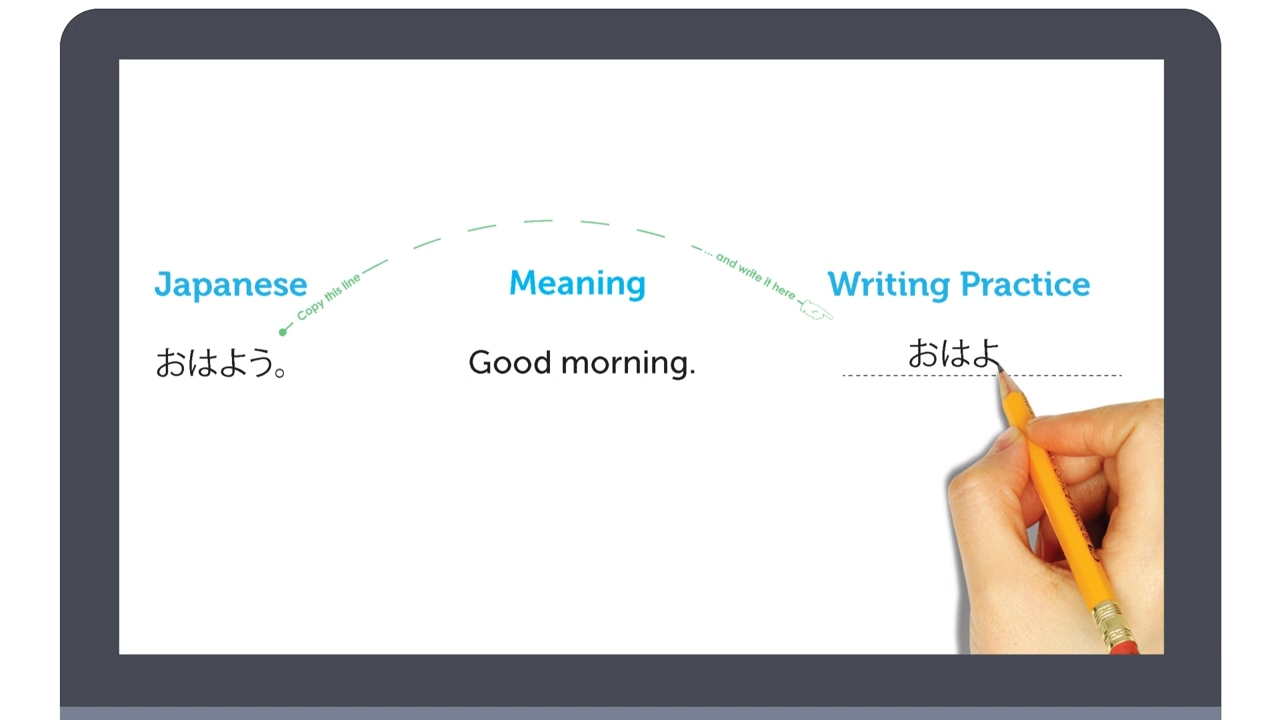 Japanese Meaning Writing Practice
Copy this line
... and write it here
おはよう。 Good morning. おはよ